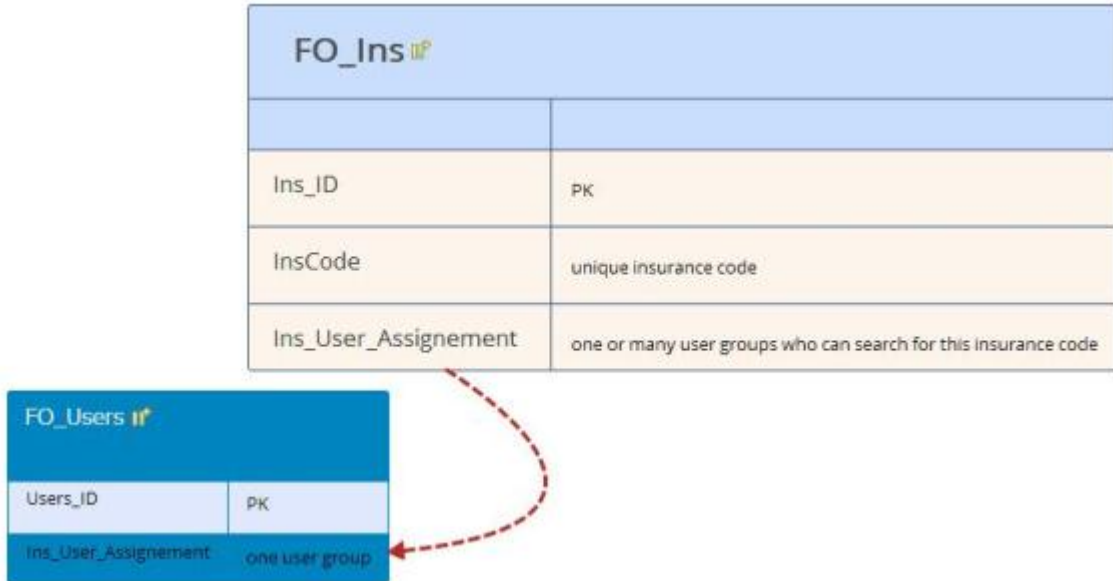 FO_Ins
Ins_ID PK
InsCode unique insurance code
Ins_User_Assignement one or many user groups who can search for this insurance code
FO_Users
Users_ID PK
Ins_User_Assignement one user group